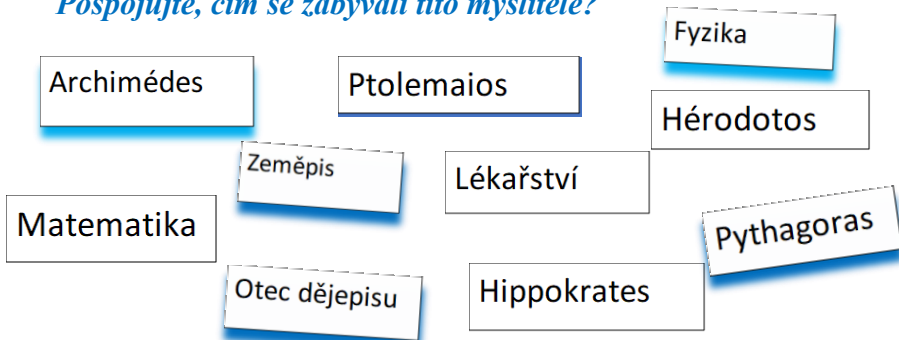 Pospojujte, čím se zabývali tito myslitelé?
Fyzika
Archimédes
Ptolemaios
Hérodotos
Zeměpis
Lékařství
Matematika
Pythagoras
Otec dějepisu
Hippokrates